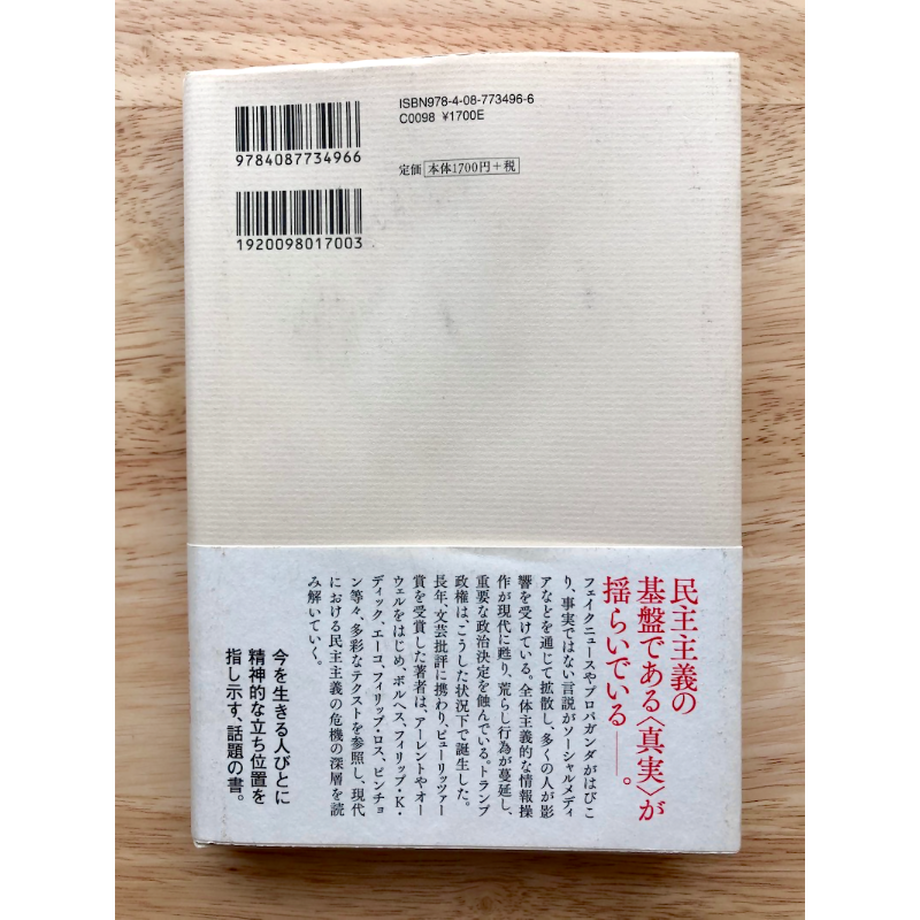 ISBN978-4-08-773496-6
C0098 ¥1700E
9784087734966
定価 本体1700円+税
1920098017003
民主主義の
基盤である〈真実〉が
揺らいでいる――。
フェイクニュースやプロパガンダがはびこ
り、事実ではない言説がソーシャルメディ
アなどを通じて拡散し、多くの人が影
響を受けている。全体主義的な情報操
作が現代に甦り、荒らし行為が蔓延し、
重要な政治決定を蝕んでいる。トランプ
政権は、こうした状況下で誕生した。
長年、文芸批評に携わり、ピューリッツァー
賞を受賞した著者は、アーレントやオー
ウェルをはじめ、ボルヘス、フィリップ・K・
ディック、エーコ、フィリップ・ロス、ピンチョ
ン等々、多彩なテクストを参照し、現代
における民主主義の危機の深層を読
み解いていく。
今を生きる人びとに
精神的な立ち位置を
指し示す、話題の書。